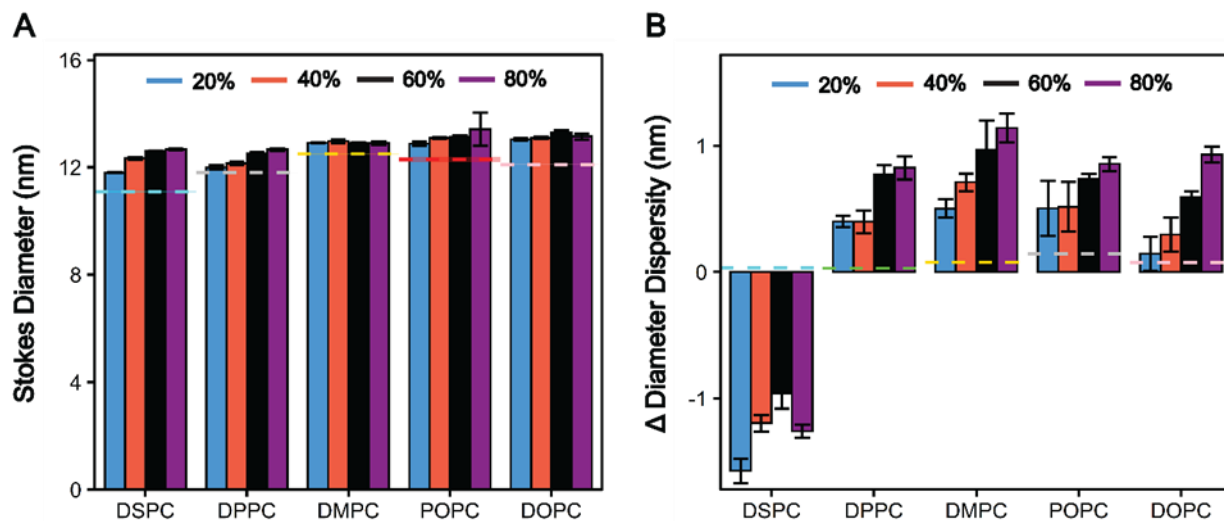 A
Stokes Diameter (nm)
16
12
8
4
0
20% 40% 60% 80%
DSPC DPPC DMPC POPC DOPC
B
Δ Diameter Dispersity (nm)
1
0
-1
20% 40% 60% 80%
DSPC DPPC DMPC POPC DOPC